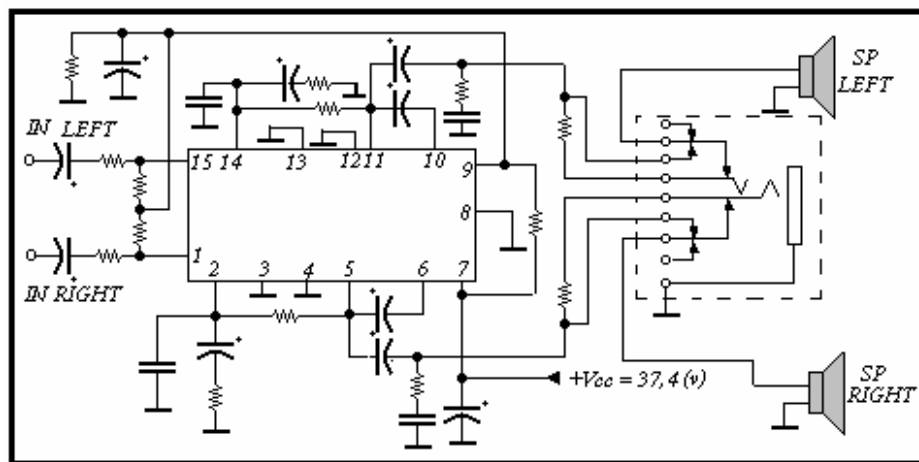 SP
LEFT
IN LEFT
15 14 13 12 11 10
9
8
1
2 3 4 5 6 7
IN RIGHT
+Vcc = 37,4 (v)
SP
RIGHT